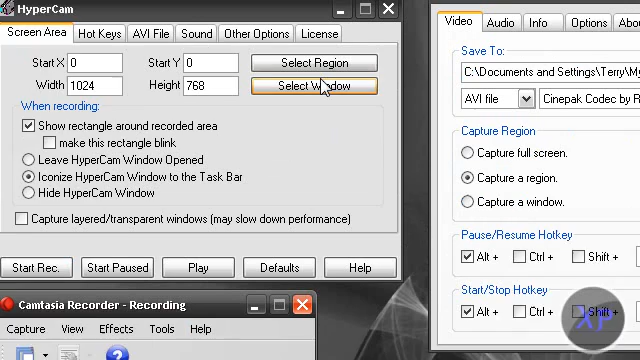 HyperCam
Screen Area Hot Keys AVI File Sound Other Options License
Start X 0 Start Y 0 Select Region
Width 1024 Height 768 Select Window
When recording:
Show rectangle around recorded area
make this rectangle blink
Leave HyperCam Window Opened
Iconize HyperCam Window to the Task Bar
Hide HyperCam Window
Capture layered/transparent windows (may slow down performance)
Start Rec. Start Paused Play Defaults Help
Camtasia Recorder - Recording
Capture View Effects Tools Help
Video Audio Info Options About
Save To:
C:\Documents and Settings\Terry\My
AVI file Cinepak Codec by R
Capture Region
Capture full screen.
Capture a region.
Capture a window.
Pause/Resume Hotkey
Alt + Ctrl + Shift +
Start/Stop Hotkey
Alt + Ctrl + Shift +
XP